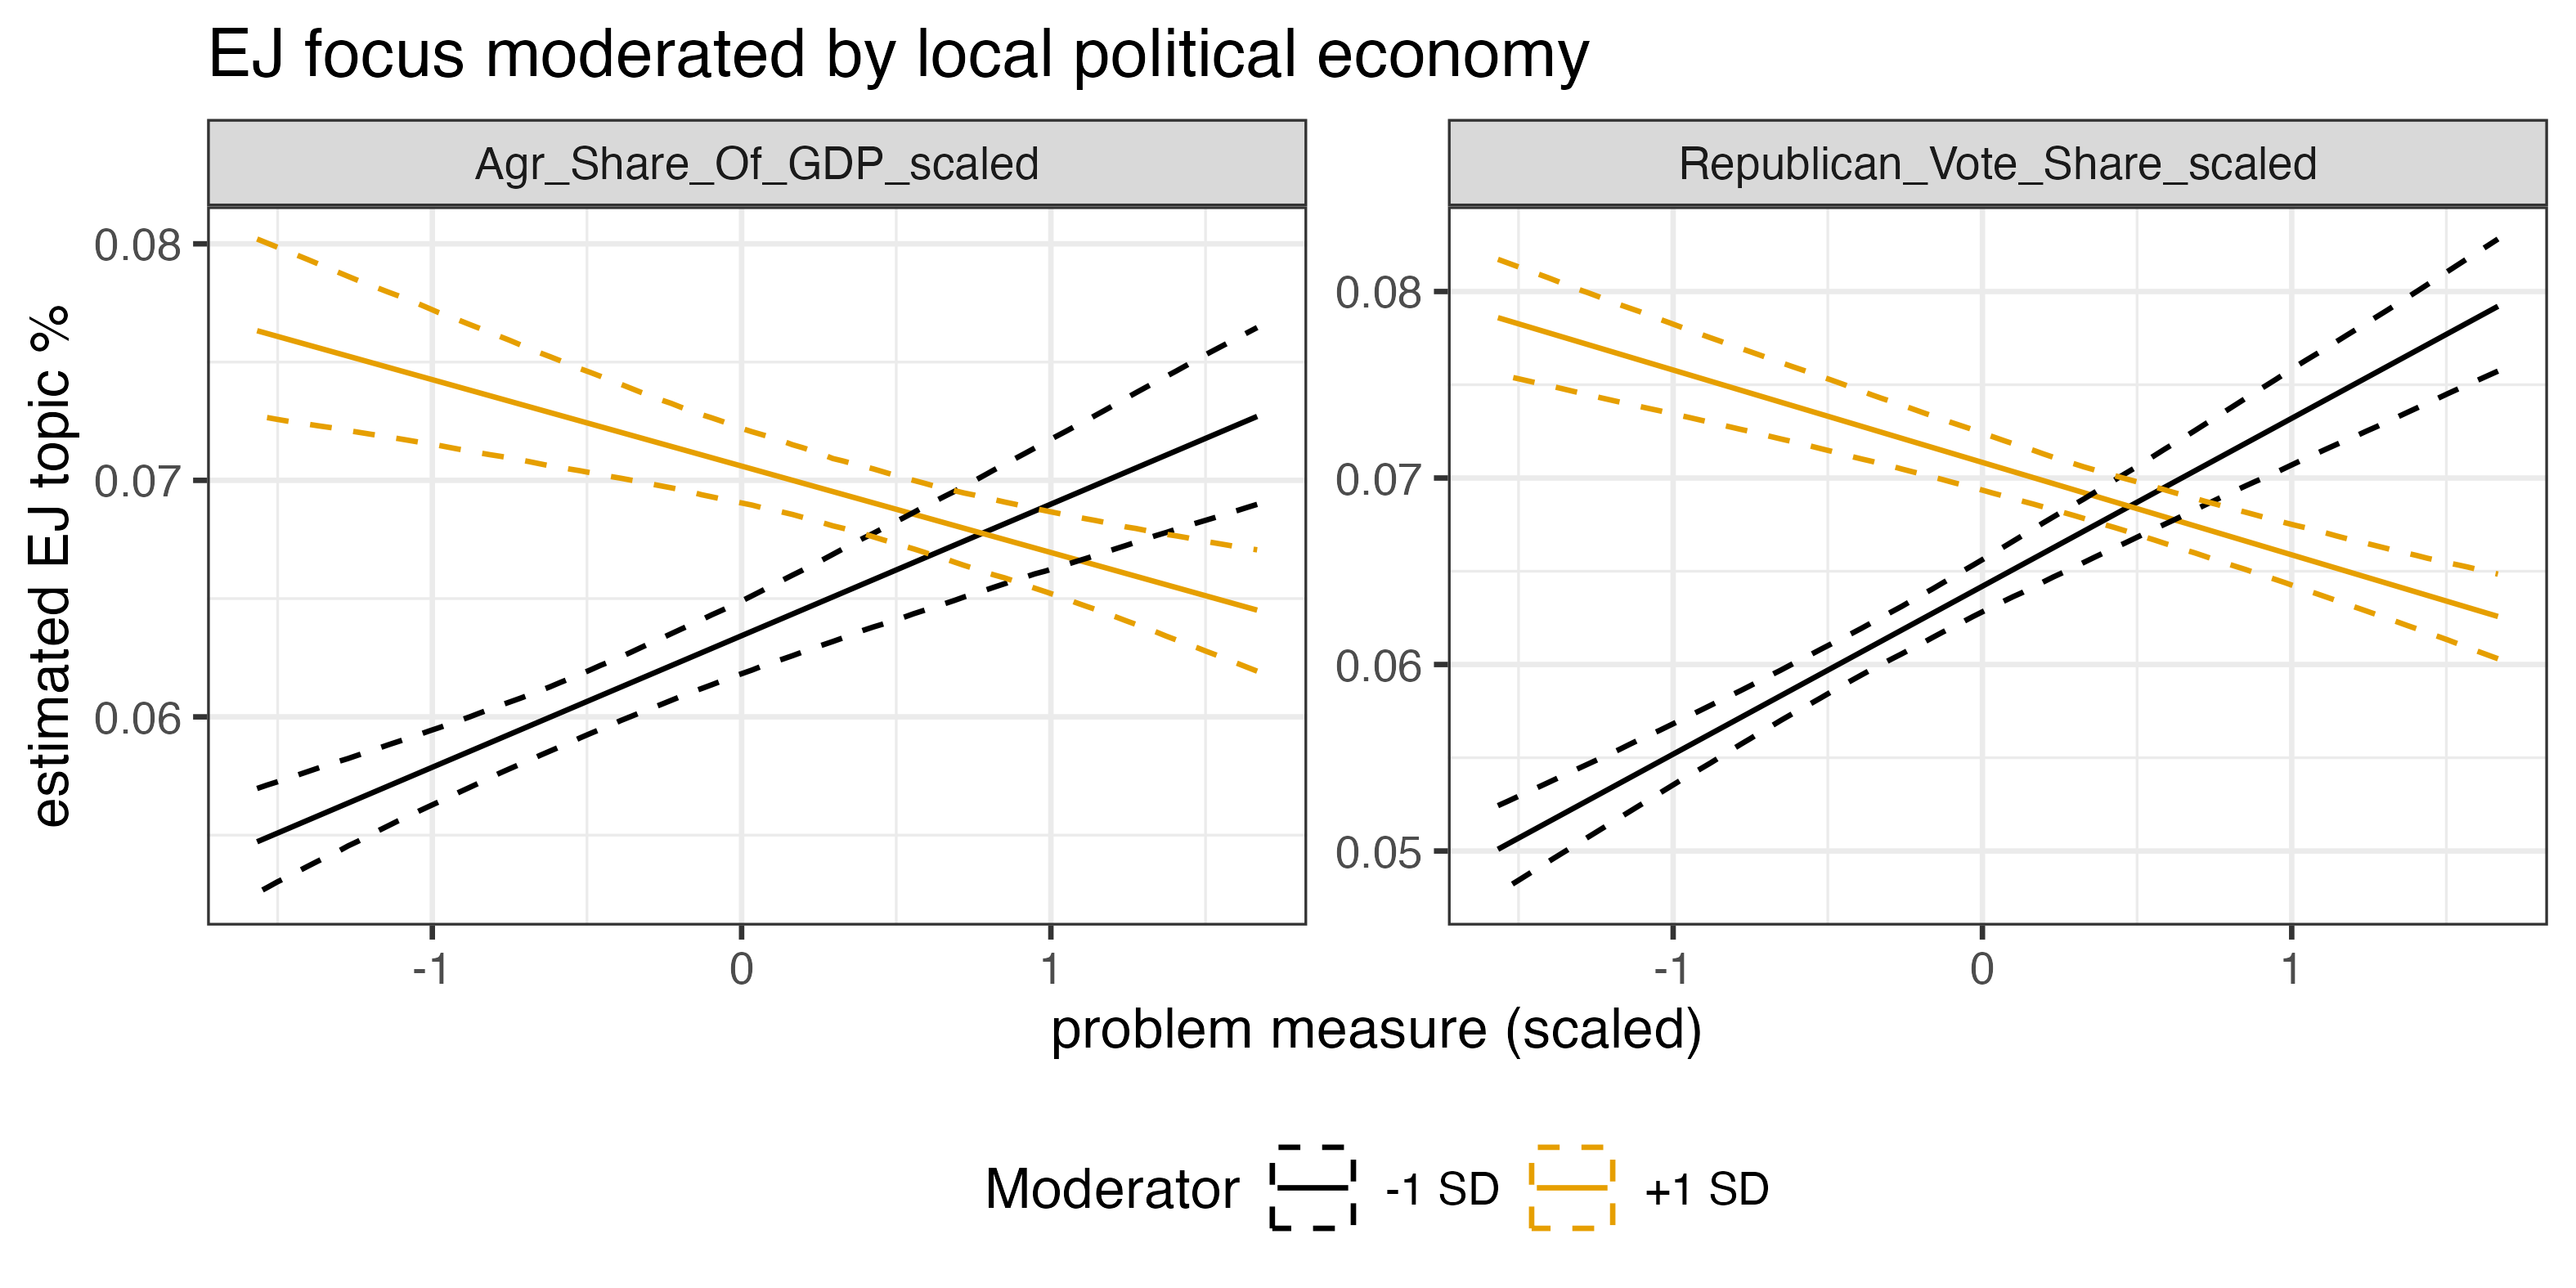 EJ focus moderated by local political economy
Agr_Share_Of_GDP_scaled
Republican_Vote_Share_scaled
estimated EJ topic %
0.08
0.07
0.06
0.08
0.07
0.06
0.05
-1 0 1
-1 0 1
problem measure (scaled)
Moderator -1 SD +1 SD